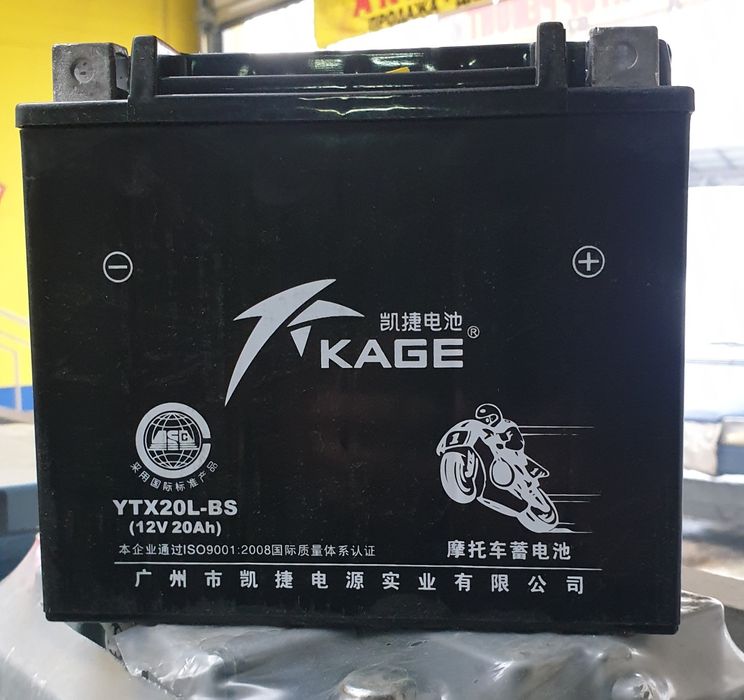 ПРОДАЖА
凯捷电池®
KAGE
1
采用国际标准产品
YTX20L-BS
(12V 20Ah)
本企业通过ISO9001:2008国际质量体系认证
摩托车蓄电池
广州市凯捷电源实业有限公司